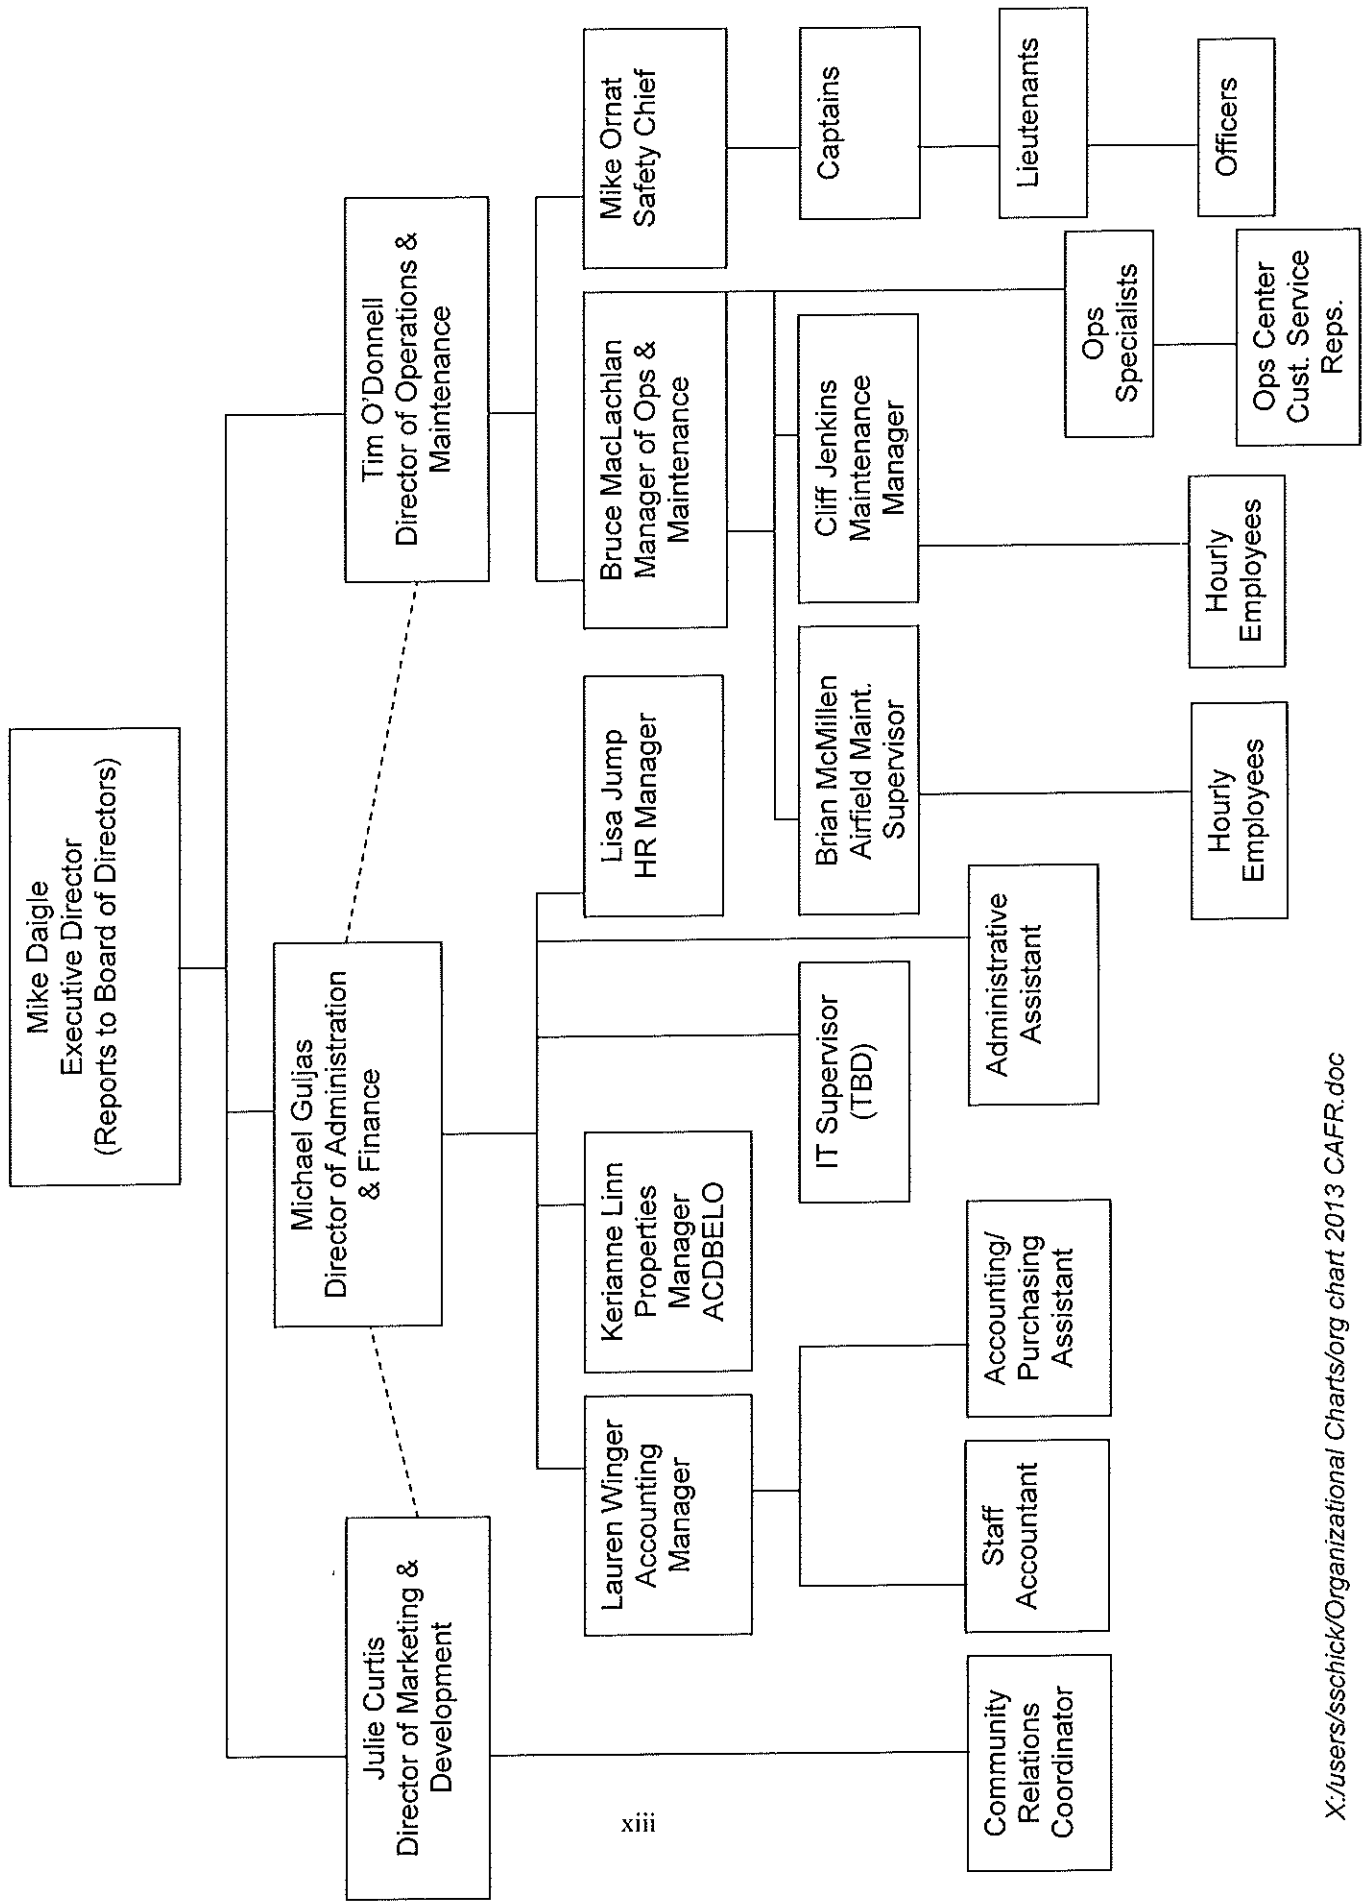 Mike Daigle
Executive Director
(Reports to Board of Directors)
Julie Curtis
Director of Marketing &
Development
Michael Guljas
Director of Administration
& Finance
Tim O'Donnell
Director of Operations &
Maintenance
Lauren Winger
Accounting
Manager
Kerianne Linn
Properties
Manager
ACDBELO
Lisa Jump
HR Manager
Bruce MacLachlan
Manager of Ops &
Maintenance
Mike Ornat
Safety Chief
IT Supervisor
(TBD)
Brian McMillen
Airfield Maint.
Supervisor
Cliff Jenkins
Maintenance
Manager
Captains
Community
Relations
Coordinator
Staff
Accountant
Accounting/
Purchasing
Assistant
Administrative
Assistant
Ops
Specialists
Lieutenants
Hourly
Employees
Hourly
Employees
Ops Center
Cust. Service
Reps.
Officers
X:/users/sschick/Organizational Charts/org chart 2013 CAFR.doc
xiii